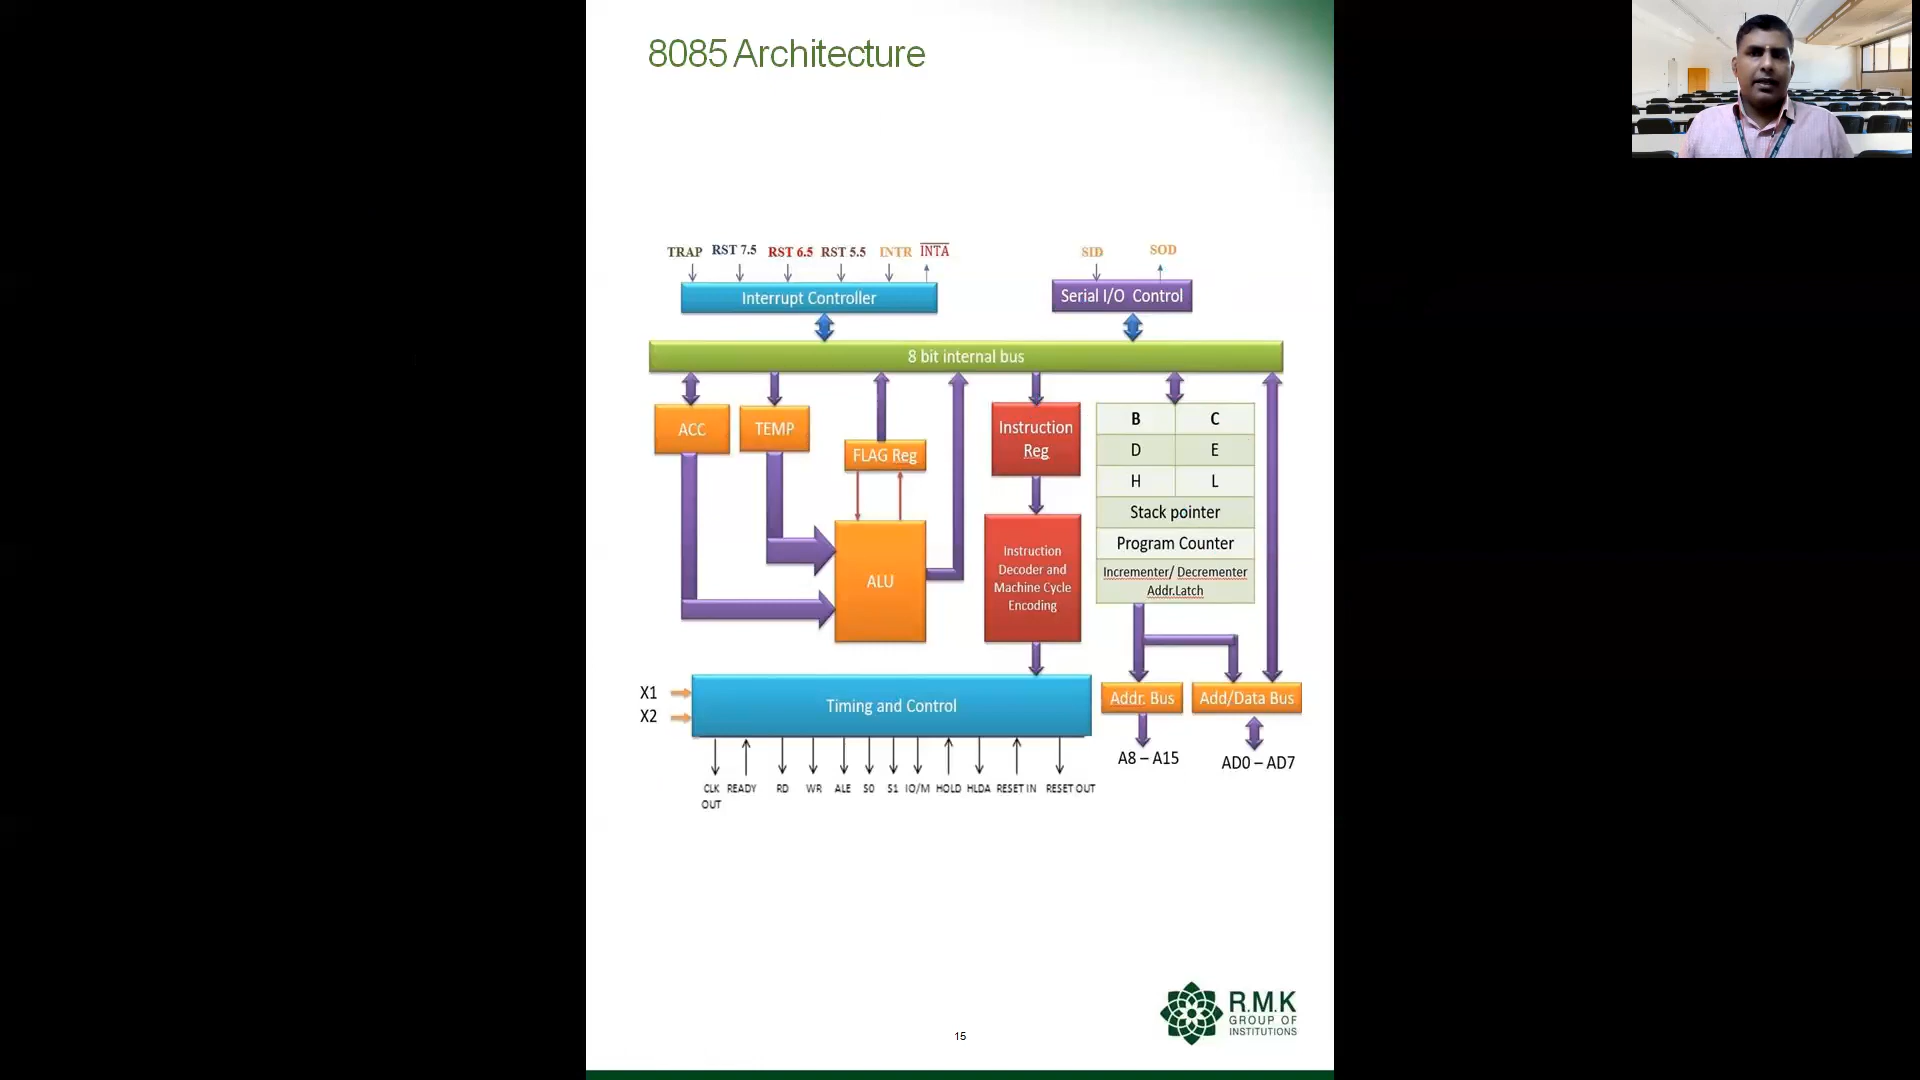 8085 Architecture
TRAP RST 7.5 RST 6.5 RST 5.5 INTR INTA
SID SOD
Interrupt Controller
Serial I/O Control
8 bit internal bus
ACC
TEMP
FLAG Reg
ALU
Instruction
Reg
Instruction
Decoder and
Machine Cycle
Encoding
B C
D E
H L
Stack pointer
Program Counter
Incrementer/ Decrementer
Addr.Latch
X1
X2
Timing and Control
Addr. Bus
Add/Data Bus
A8 – A15
AD0 – AD7
CLK
OUT
READY RD WR ALE S0 S1 IO/M HOLD HLDA RESET IN RESET OUT
R.M.K
GROUP OF
INSTITUTIONS
15